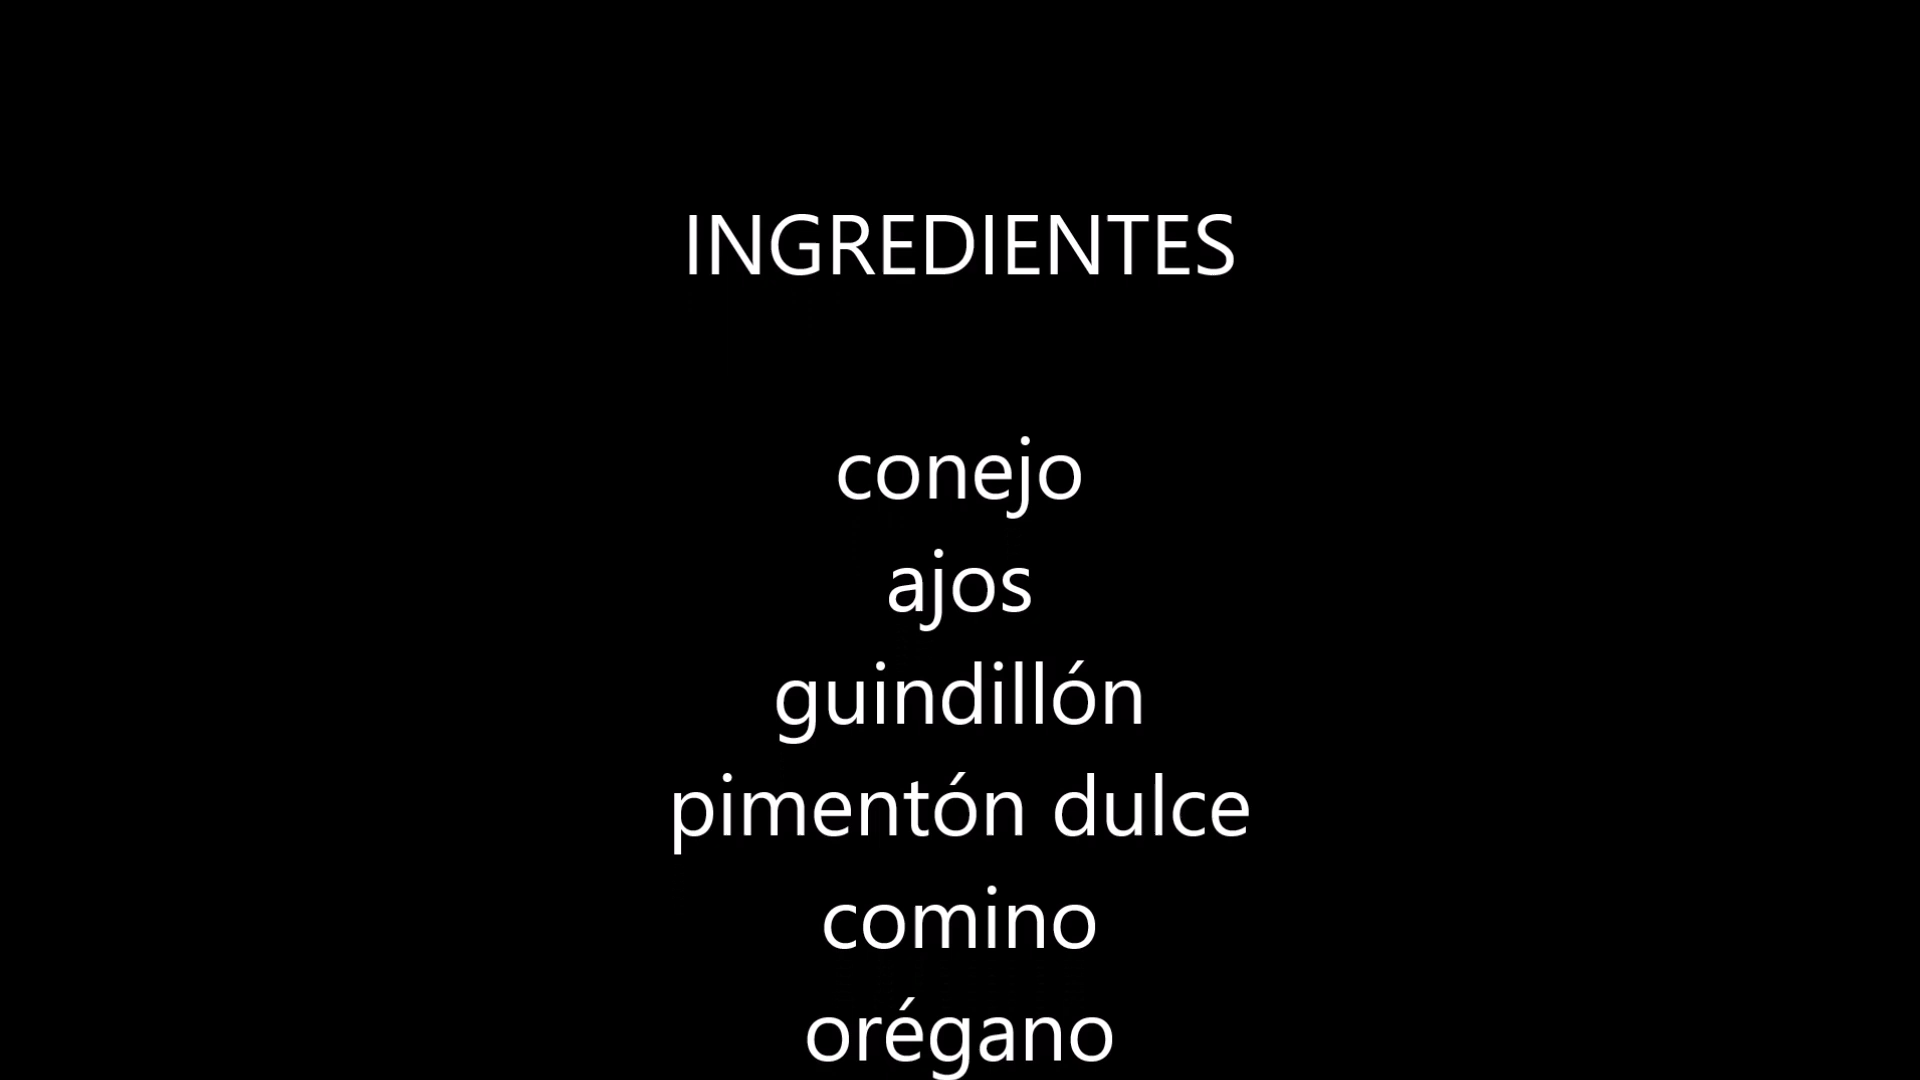 INGREDIENTES
conejo
ajos
guindillón
pimentón dulce
comino
orégano